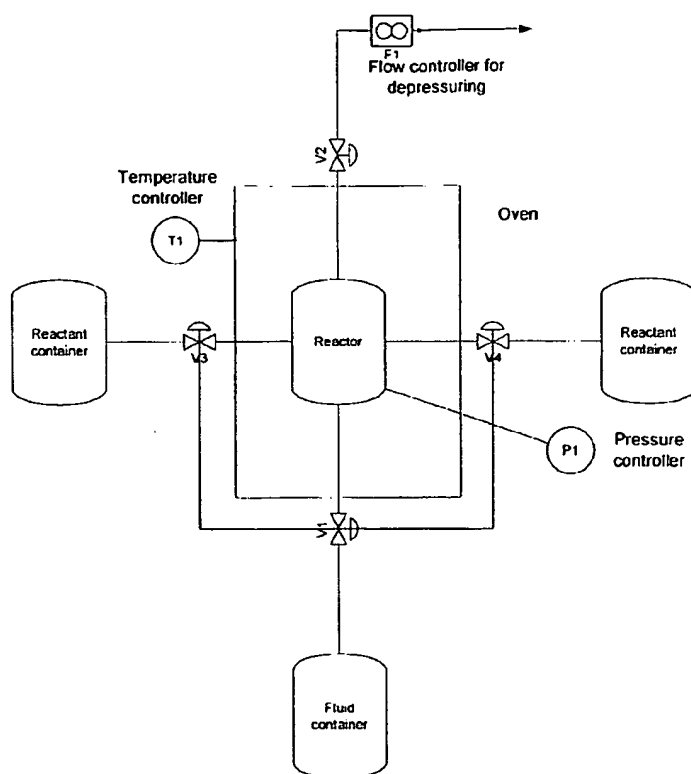 F1
Flow controller for
depressuring
V2
Temperature
controller
T1
Oven
Reactant
container
V3
Reactor
V4
Reactant
container
P1
Pressure
controller
V1
Fluid
container